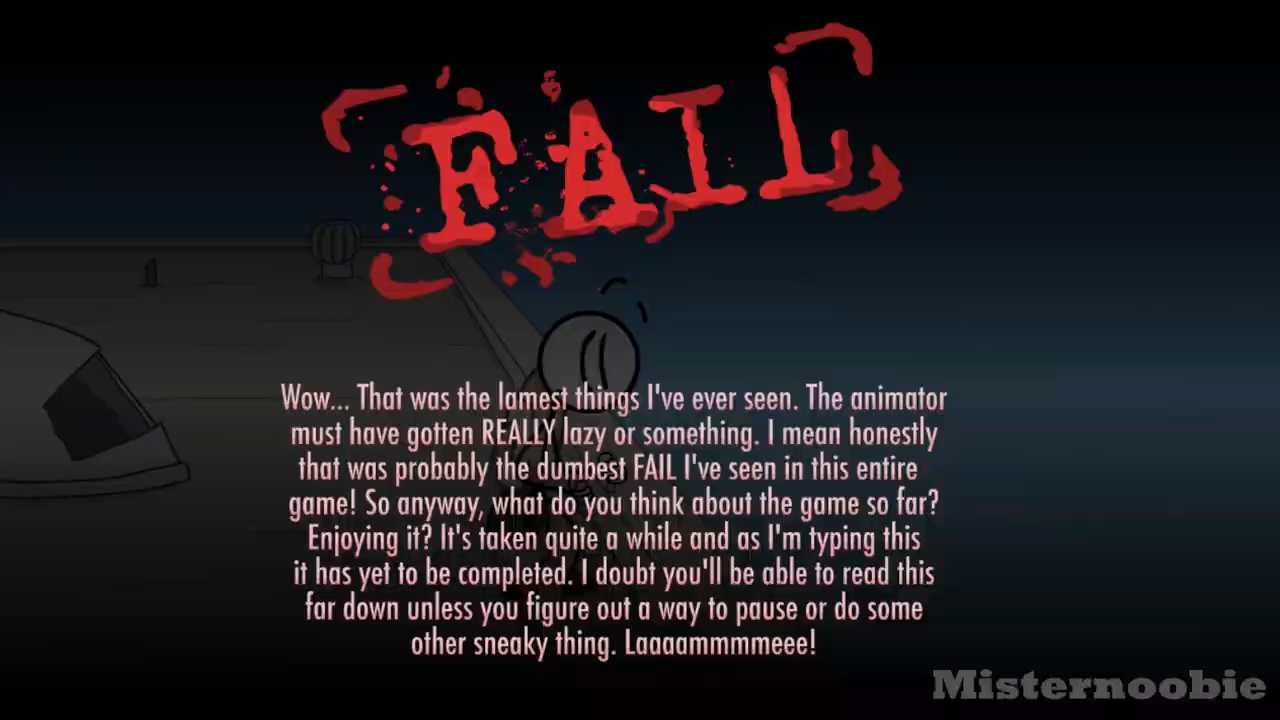 FAIL
Wow... That was the lamest things I've ever seen. The animator
must have gotten REALLY lazy or something. I mean honestly
that was probably the dumbest FAIL I've seen in this entire
game! So anyway, what do you think about the game so far?
Enjoying it? It's taken quite a while and as I'm typing this
it has yet to be completed. I doubt you'll be able to read this
far down unless you figure out a way to pause or do some
other sneaky thing. Laaaammmmeee!
Misternoobie